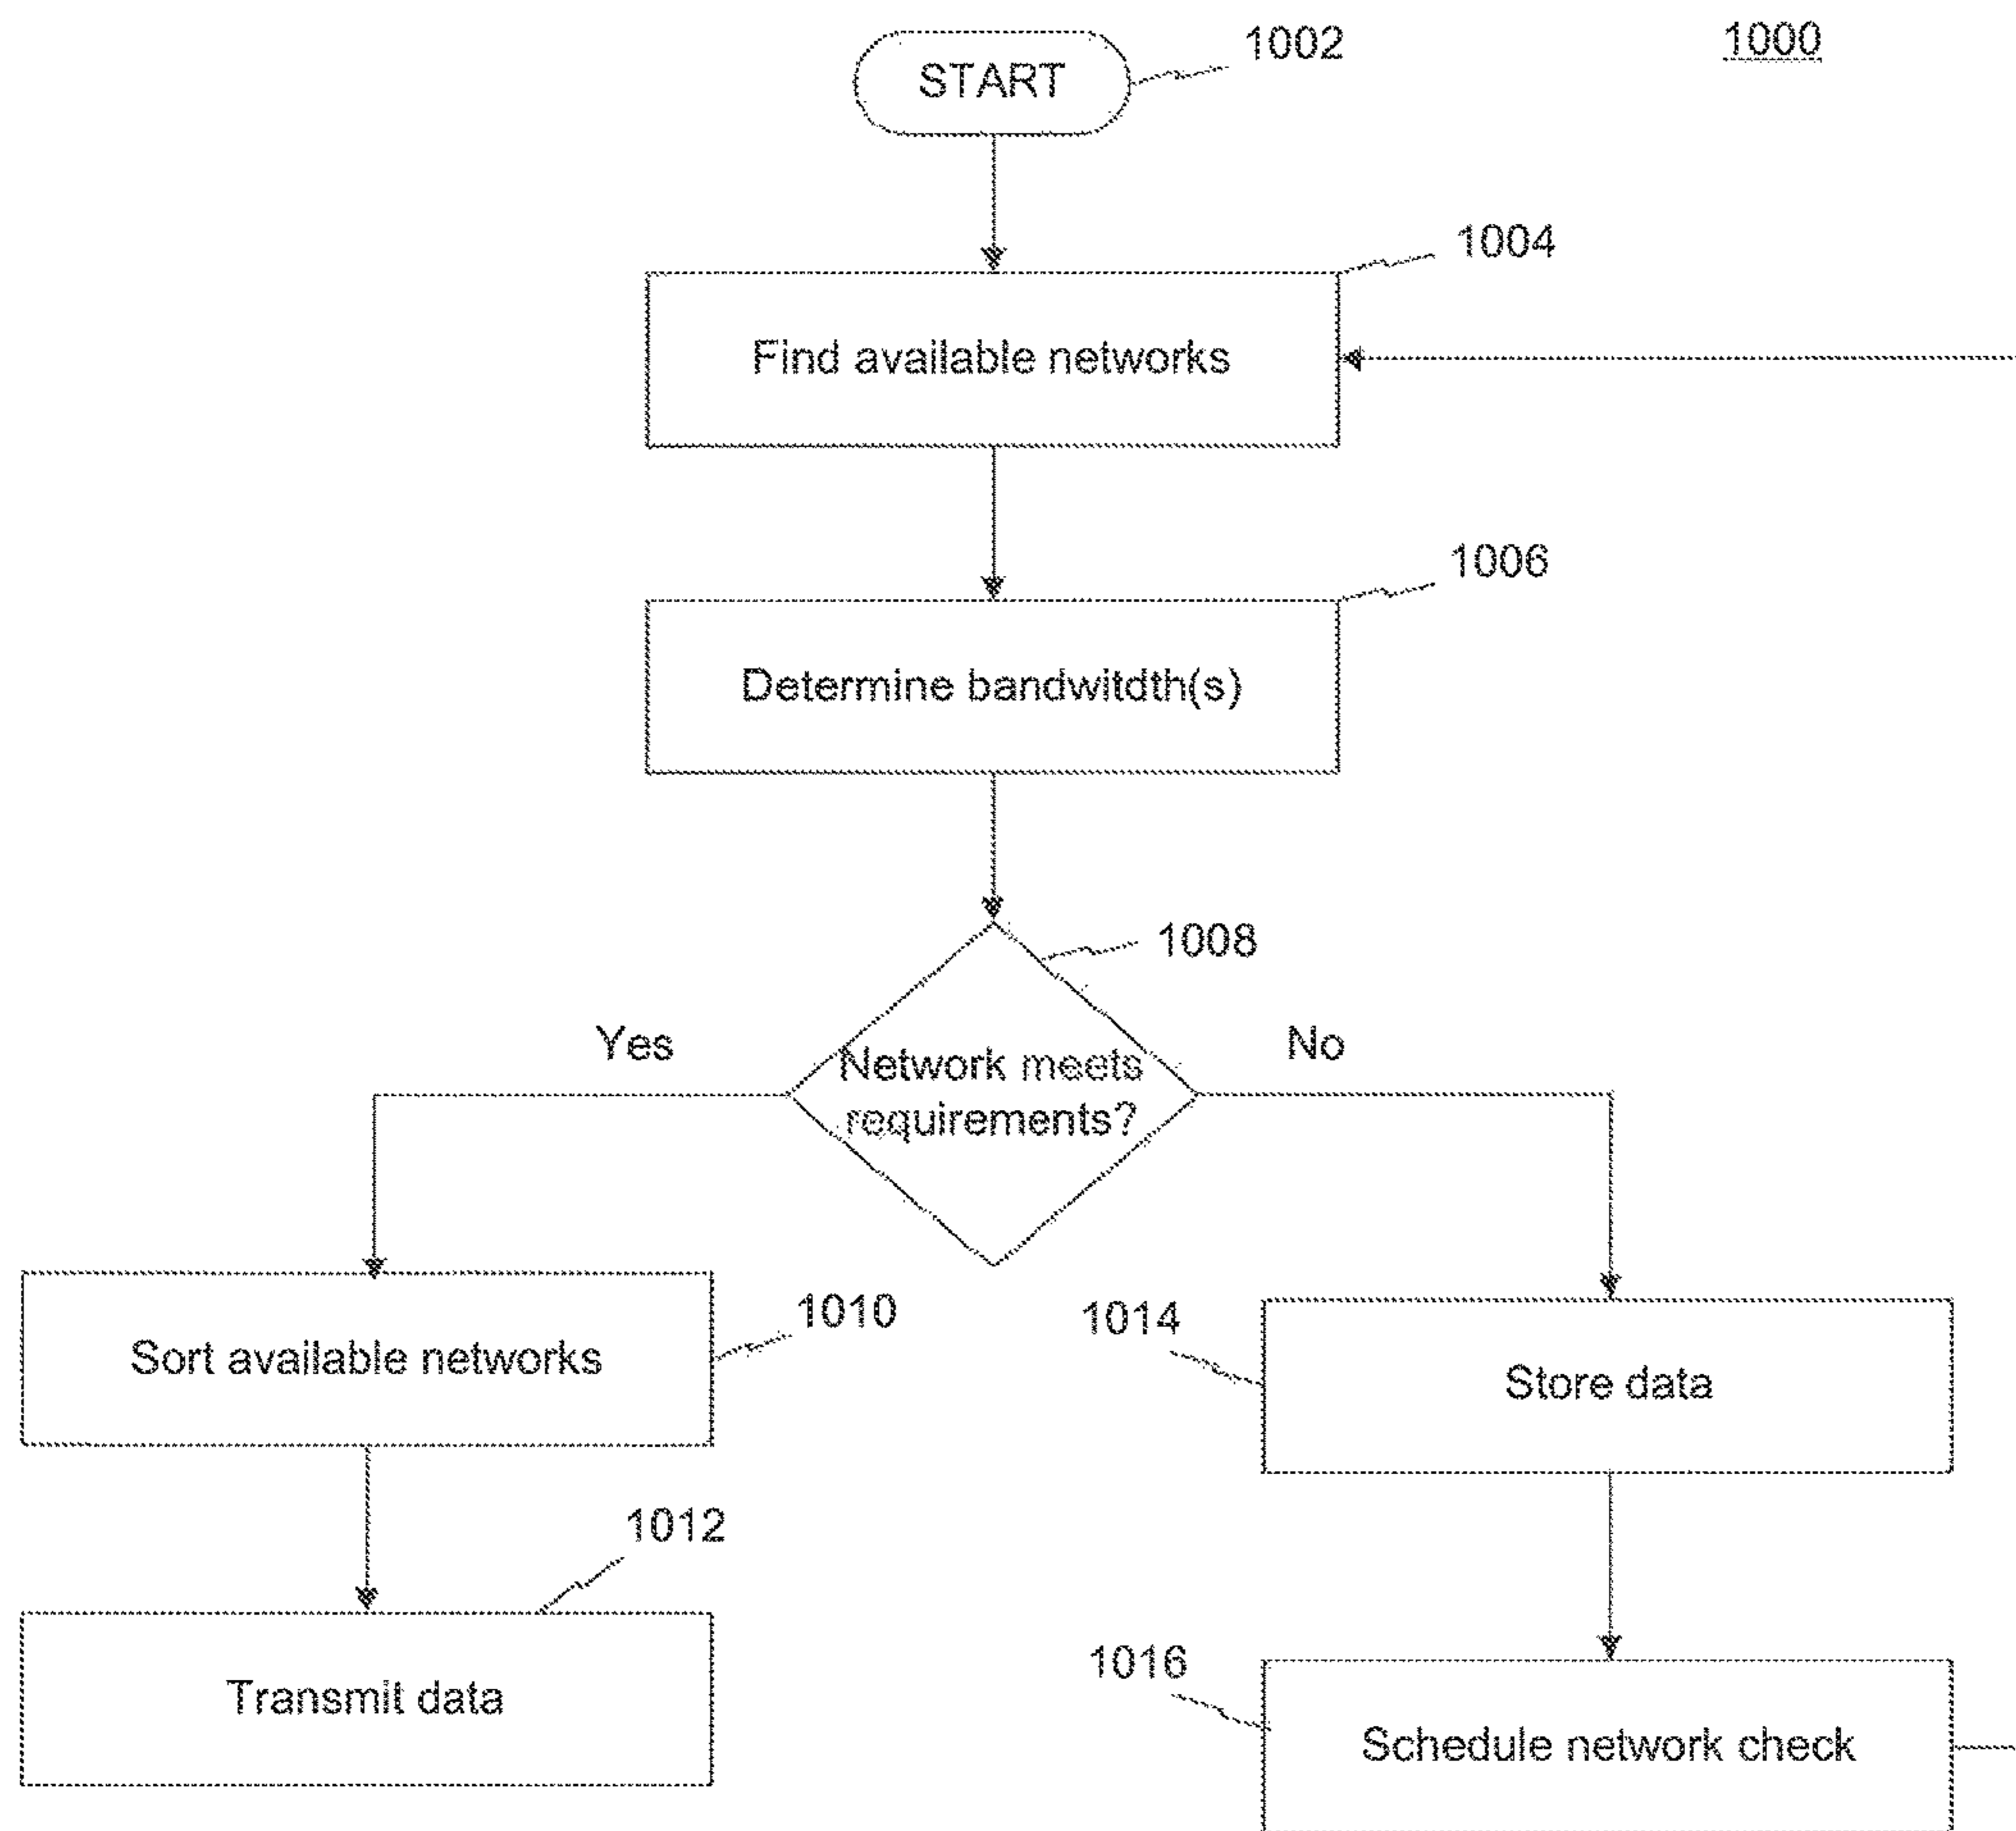 1000
START
1002
1004
Find available networks
1006
Determine bandwitdth(s)
1008
Yes
No
Network meets
requirements?
1010
Sort available networks
1014
Store data
1012
Transmit data
1016
Schedule network check